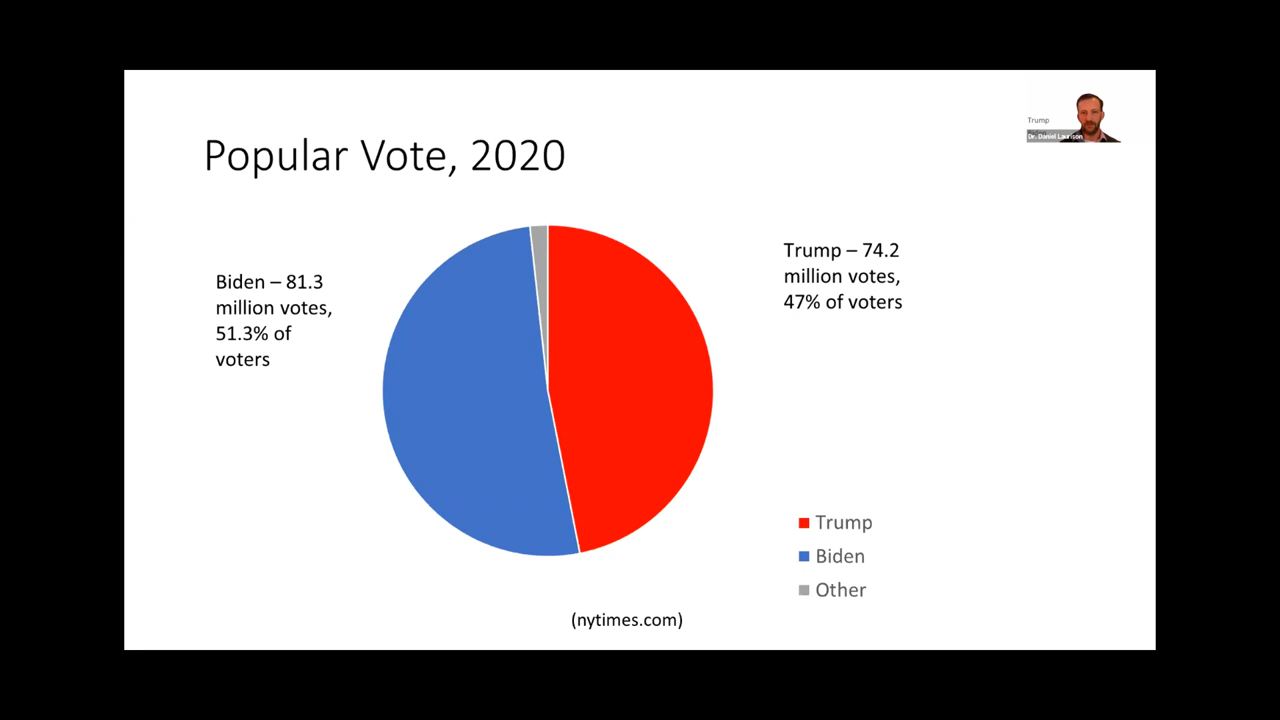 Popular Vote, 2020
Trump
Dr. Daniel Laurison
Biden – 81.3
million votes,
51.3% of
voters
Trump – 74.2
million votes,
47% of voters
Trump
Biden
Other
(nytimes.com)